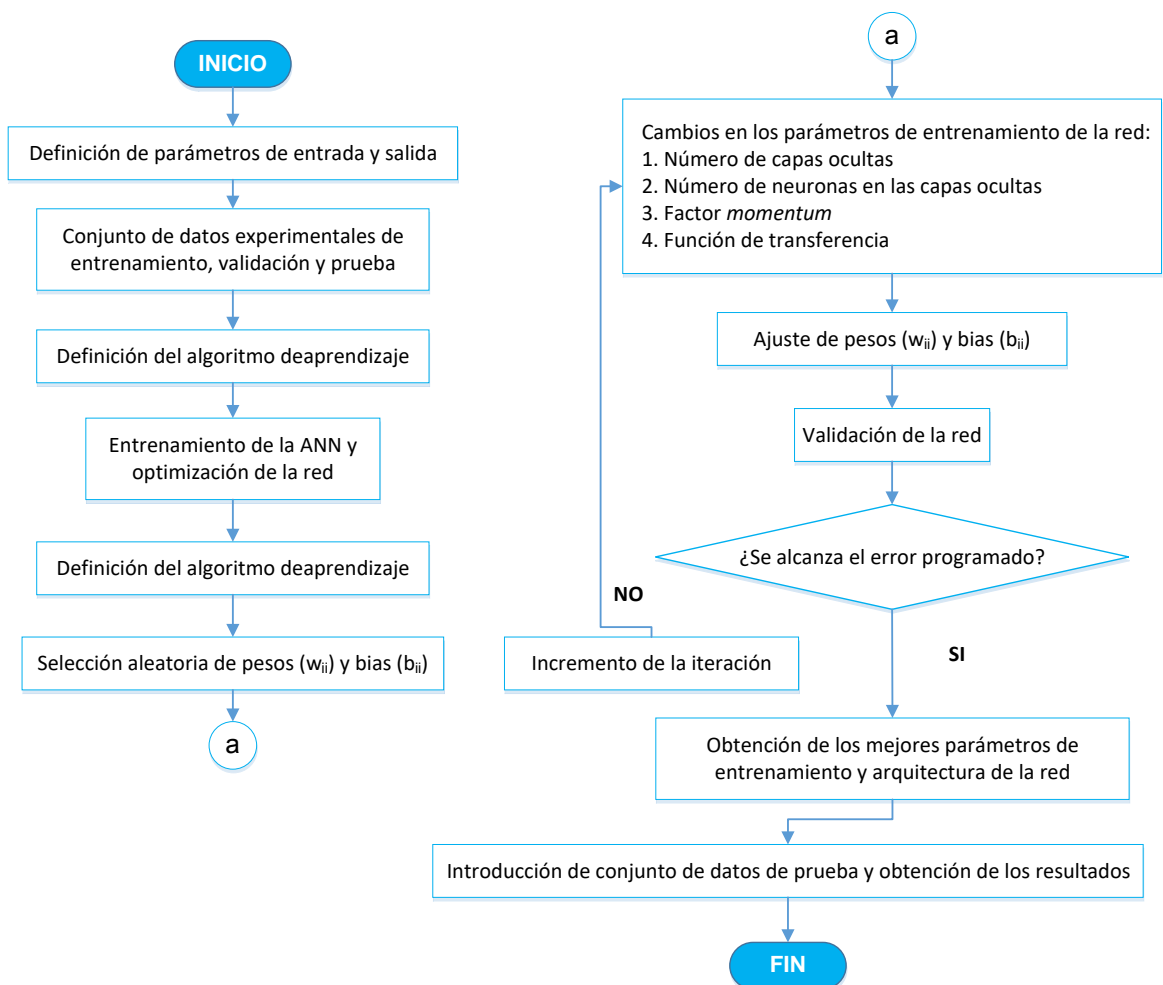 INICIO
Definición de parámetros de entrada y salida
Conjunto de datos experimentales de
entrenamiento, validación y prueba
Definición del algoritmo deaprendizaje
Entrenamiento de la ANN y
optimización de la red
Definición del algoritmo deaprendizaje
Selección aleatoria de pesos (wᵢᵢ) y bias (bᵢᵢ)
a
a
Cambios en los parámetros de entrenamiento de la red:
1. Número de capas ocultas
2. Número de neuronas en las capas ocultas
3. Factor momentum
4. Función de transferencia
Ajuste de pesos (wᵢᵢ) y bias (bᵢᵢ)
Validación de la red
¿Se alcanza el error programado?
NO
Incremento de la iteración
SI
Obtención de los mejores parámetros de
entrenamiento y arquitectura de la red
Introducción de conjunto de datos de prueba y obtención de los resultados
FIN